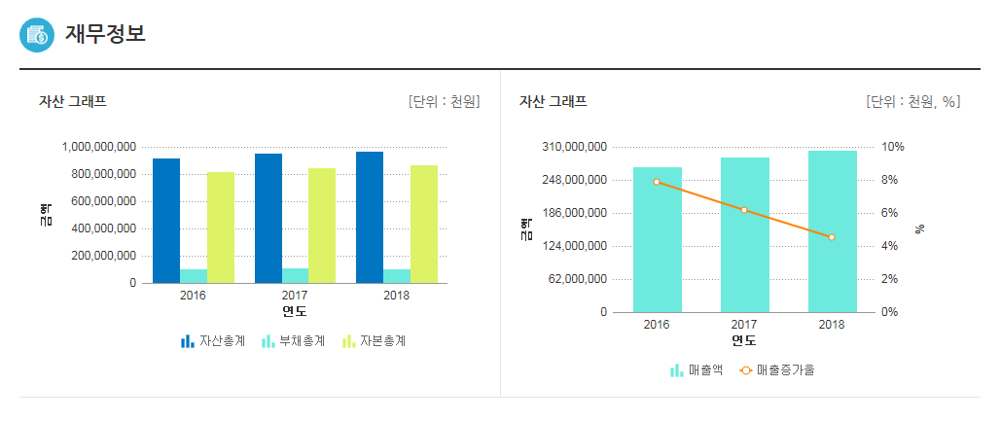 재무정보
자산 그래프 [단위 : 천원]
1,000,000,000
800,000,000
600,000,000
400,000,000
200,000,000
0
금액
2016 2017 2018
연도
자산총계 부채총계 자본총계
자산 그래프 [단위 : 천원, %]
310,000,000 10%
248,000,000 8%
186,000,000 6%
124,000,000 4%
62,000,000 2%
0 0%
금액
%
2016 2017 2018
연도
매출액 매출증가율